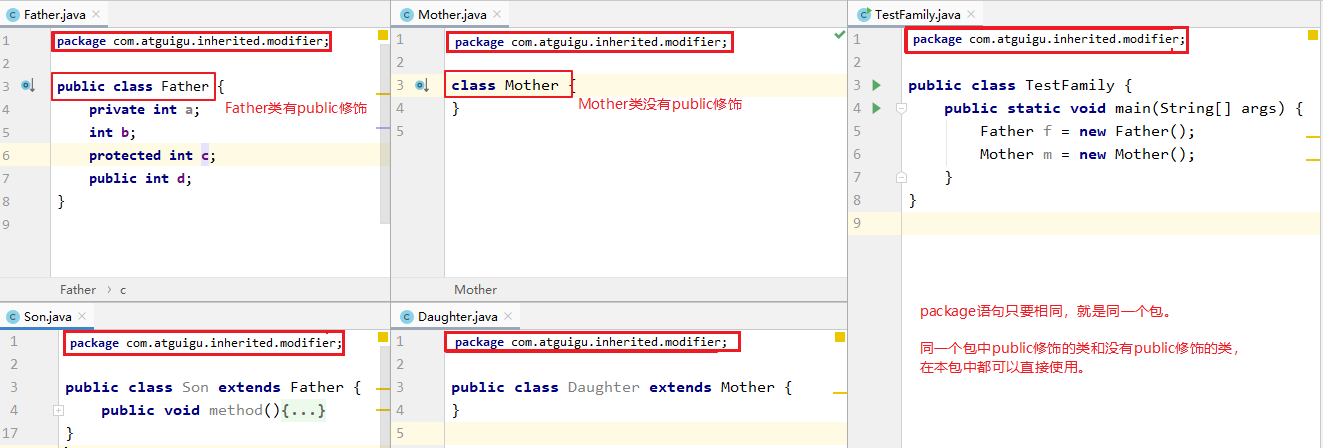 Father.java
1 package com.atguigu.inherited.modifier;
2
3 public class Father {
4 private int a;
Father类有public修饰
5 int b;
6 protected int c;
7 public int d;
8 }
9
Father › c
Mother.java
1 package com.atguigu.inherited.modifier;
2
3 class Mother {
Mother类没有public修饰
4 }
5
Mother
TestFamily.java
1 package com.atguigu.inherited.modifier;
2
3 public class TestFamily {
4 public static void main(String[] args) {
5 Father f = new Father();
6 Mother m = new Mother();
7 }
8 }
9
package语句只要相同，就是同一个包。
同一个包中public修饰的类和没有public修饰的类，
在本包中都可以直接使用。
Son.java
1 package com.atguigu.inherited.modifier;
2
3 public class Son extends Father {
4 public void method(){...}
17 }
Daughter.java
1 package com.atguigu.inherited.modifier;
2
3 public class Daughter extends Mother {
4 }
5